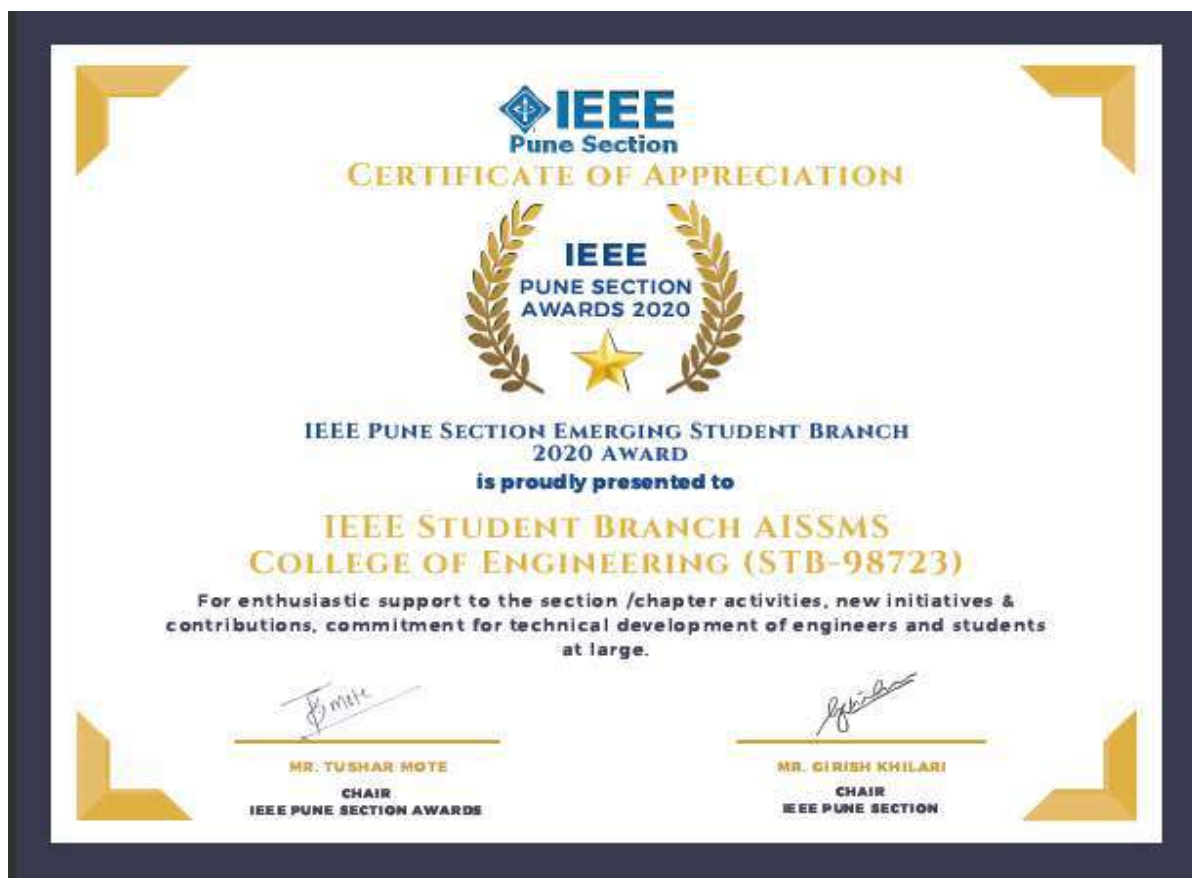 IEEE
Pune Section
CERTIFICATE OF APPRECIATION
IEEE
PUNE SECTION
AWARDS 2020
IEEE PUNE SECTION EMERGING STUDENT BRANCH
2020 AWARD
is proudly presented to
IEEE STUDENT BRANCH AISSMS
COLLEGE OF ENGINEERING (STB-98723)
For enthusiastic support to the section /chapter activities, new initiatives &
contributions, commitment for technical development of engineers and students
at large.
Mote
MR. TUSHAR MOTE
CHAIR
IEEE PUNE SECTION AWARDS
MR. GIRISH KHILARI
CHAIR
IEEE PUNE SECTION